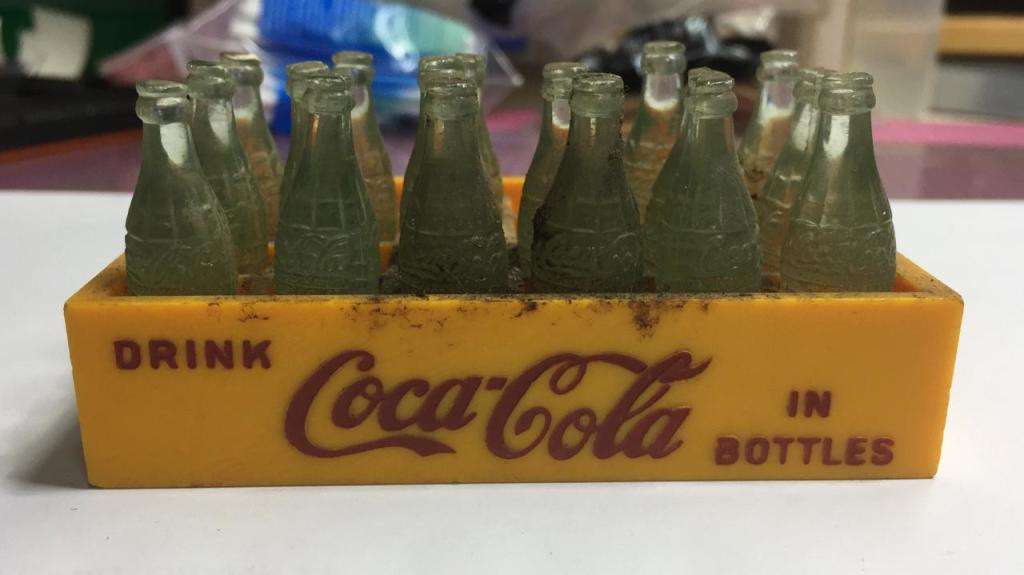 DRINK
Coca-Cola
IN
BOTTLES